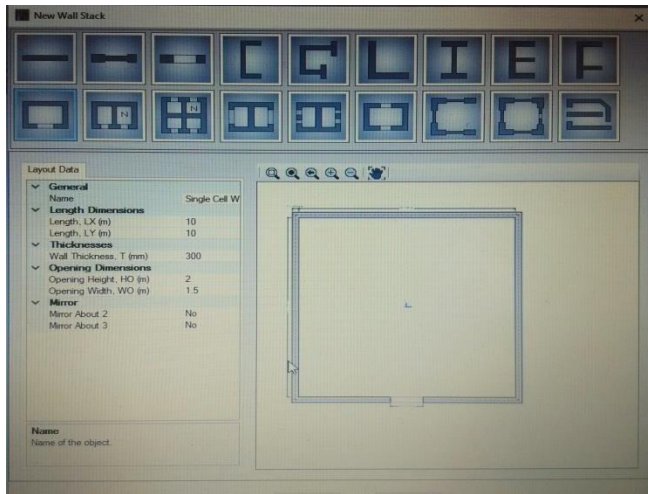 New Wall Stack
N
N
Layout Data
General
Name Single Cell W
Length Dimensions
Length, LX (m) 10
Length, LY (m) 10
Thicknesses
Wall Thickness, T (mm) 300
Opening Dimensions
Opening Height, HO (m) 2
Opening Width, WO (m) 1.5
Mirror
Mirror About 2 No
Mirror About 3 No
Name
Name of the object.